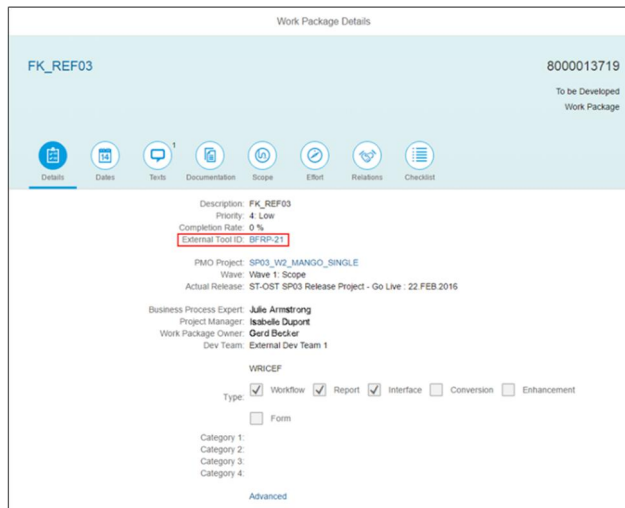 Work Package Details
FK_REF03
8000013719
To be Developed
Work Package
14
1
Details Dates Texts Documentation Scope Effort Relations Checklist
Description: FK_REF03
Priority: 4: Low
Completion Rate: 0 %
External Tool ID: BFRP-21
PMO Project: SP03_W2_MANGO_SINGLE
Wave: Wave 1: Scope
Actual Release: ST-OST SP03 Release Project - Go Live : 22.FEB.2016
Business Process Expert: Julie Armstrong
Project Manager: Isabelle Dupont
Work Package Owner: Gerd Becker
Dev Team: External Dev Team 1
WRICEF
Type: Workflow Report Interface Conversion Enhancement
Form
Category 1:
Category 2:
Category 3:
Category 4:
Advanced